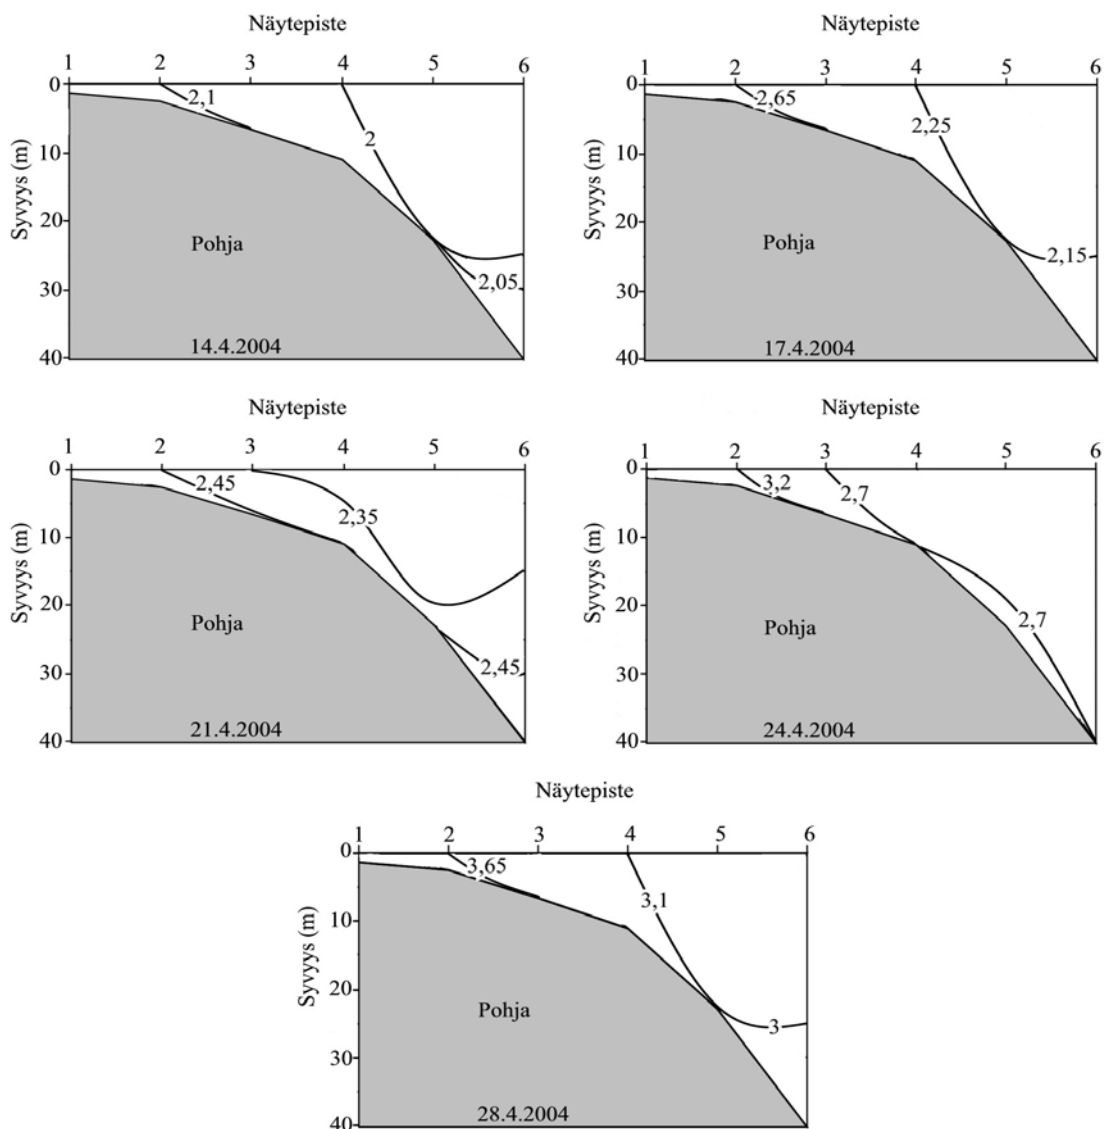 Näytepiste
1 2 3 4 5 6
Syvyys (m)
0
10
20
30
40
2,1
2
2,05
Pohja
14.4.2004
Näytepiste
1 2 3 4 5 6
Syvyys (m)
0
10
20
30
40
2,65
2,25
2,15
Pohja
17.4.2004
Näytepiste
1 2 3 4 5 6
Syvyys (m)
0
10
20
30
40
2,45
2,35
2,45
Pohja
21.4.2004
Näytepiste
1 2 3 4 5 6
Syvyys (m)
0
10
20
30
40
3,2
2,7
2,7
Pohja
24.4.2004
Näytepiste
1 2 3 4 5 6
Syvyys (m)
0
10
20
30
40
3,65
3,1
3
Pohja
28.4.2004